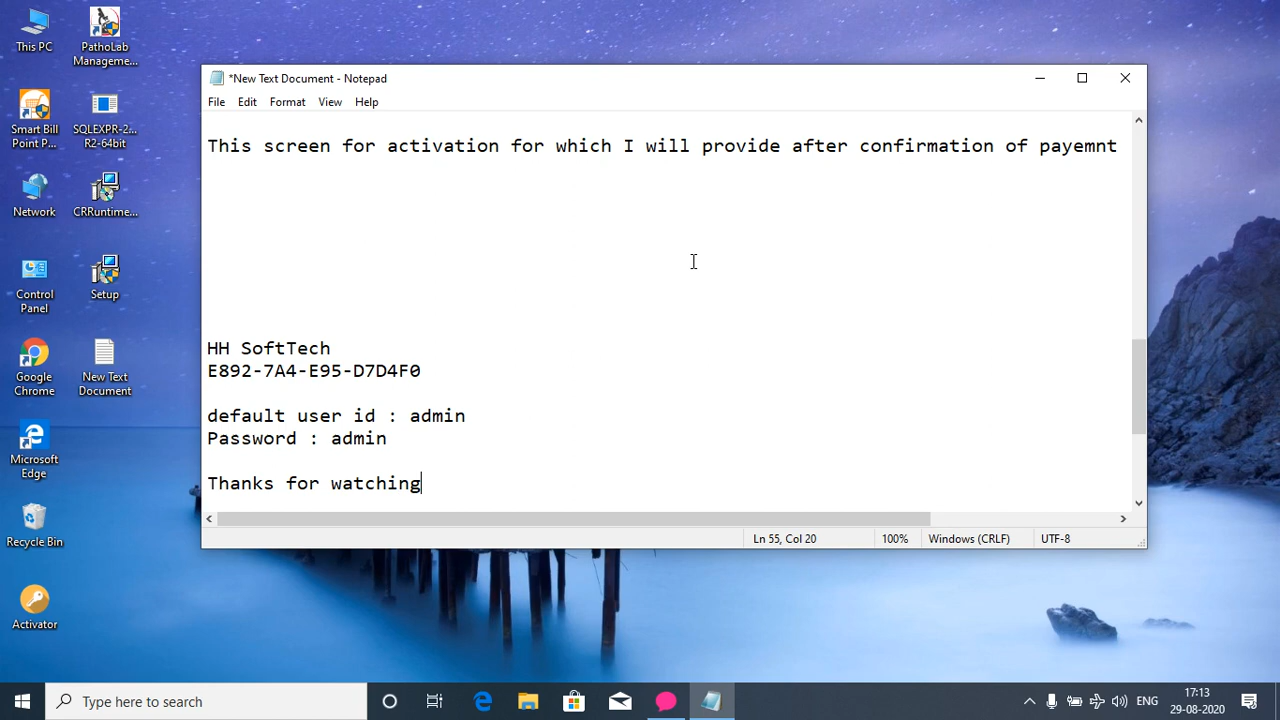 This PC
PathoLab
Manageme...
Smart Bill
Point P...
SQLEXPR-2...
R2-64bit
Network
CRRuntime...
Control
Panel
Setup
Google
Chrome
New Text
Document
Microsoft
Edge
Recycle Bin
Activator
*New Text Document - Notepad
File Edit Format View Help
This screen for activation for which I will provide after confirmation of payemnt
HH SoftTech
E892-7A4-E95-D7D4F0
default user id : admin
Password : admin
Thanks for watching
Ln 55, Col 20 100% Windows (CRLF) UTF-8
Type here to search
ENG
17:13
29-08-2020